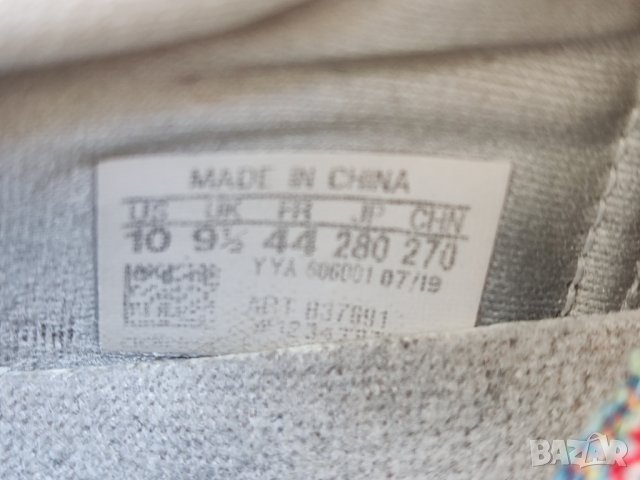 MADE IN CHINA
US UK FR JP CHN
10 9½ 44 280 270
YYA 606001 07/19
ART
BAZAR